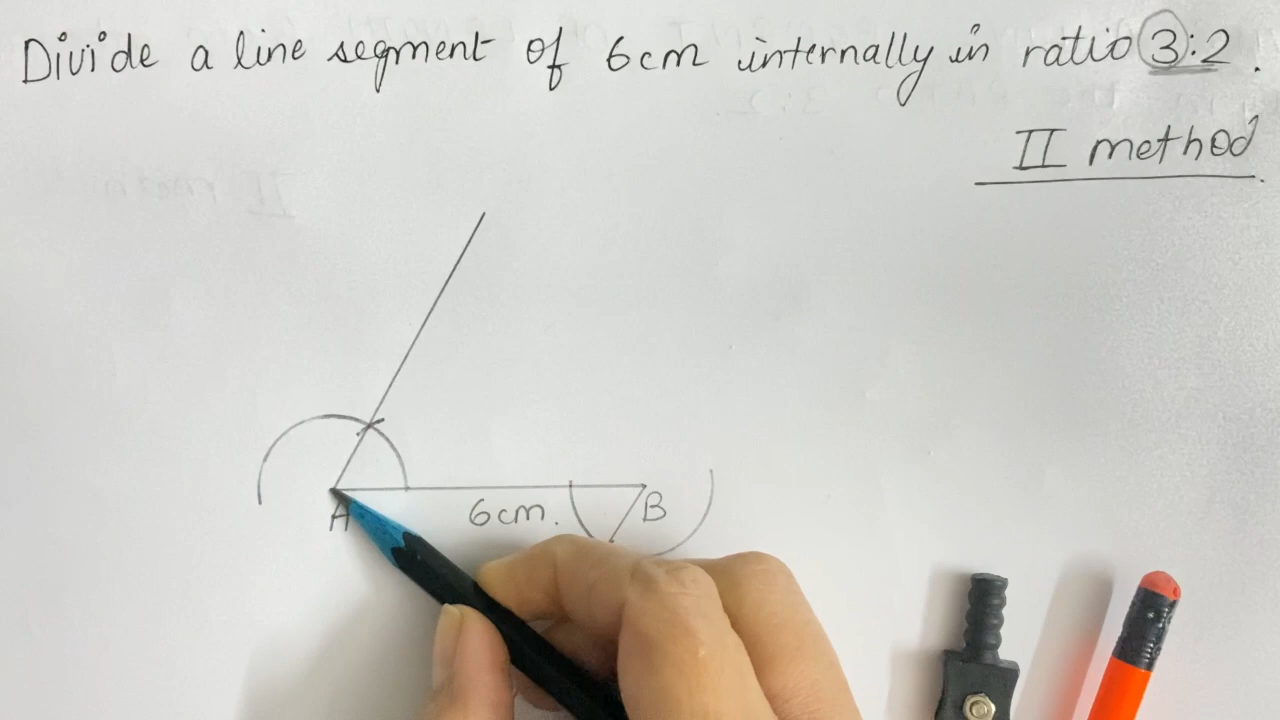 Divide a line segment of 6cm internally in ratio 3:2.
II method
A 6cm. B